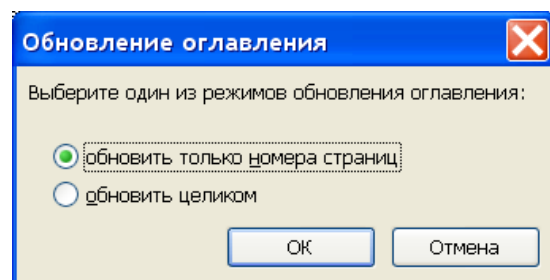 Обновление оглавления
Выберите один из режимов обновления оглавления:
обновить только номера страниц
обновить целиком
ОК
Отмена